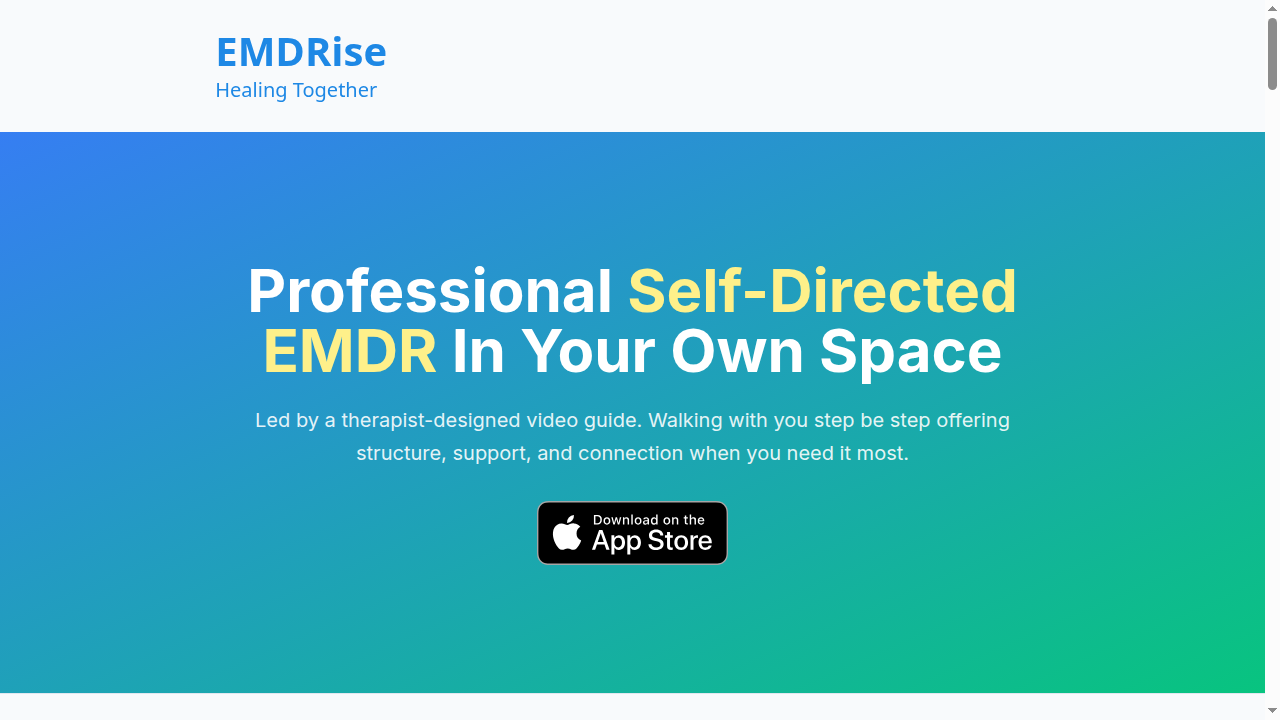 EMDRise
Healing Together
Professional Self-Directed
EMDR In Your Own Space
Led by a therapist-designed video guide. Walking with you step be step offering
structure, support, and connection when you need it most.
Download on the
App Store